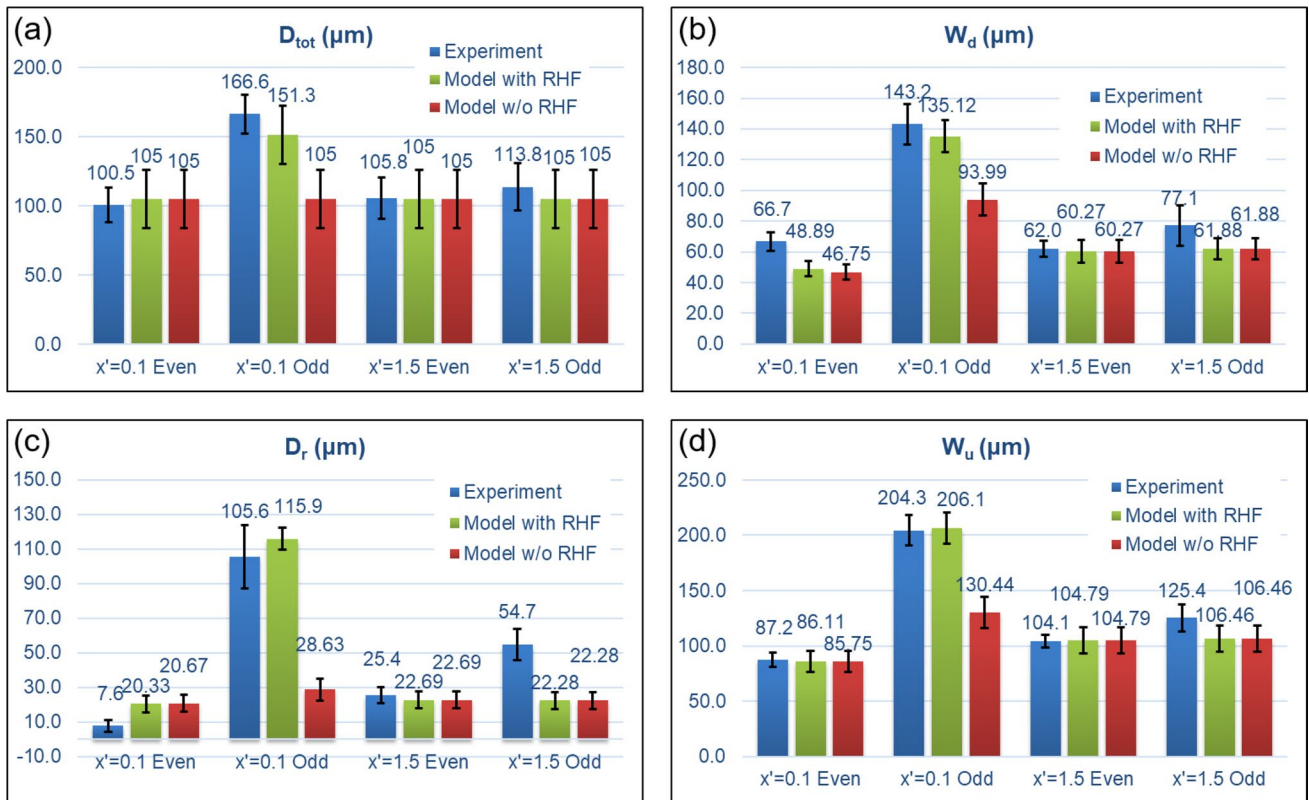 (a)
D_tot (μm)
Experiment
Model with RHF
Model w/o RHF
200.0
150.0
100.0
50.0
0.0
100.5 105 105
166.6 151.3 105
105.8 105 105
113.8 105 105
x'=0.1 Even x'=0.1 Odd x'=1.5 Even x'=1.5 Odd
(b)
W_d (μm)
Experiment
Model with RHF
Model w/o RHF
180.0
160.0
140.0
120.0
100.0
80.0
60.0
40.0
20.0
0.0
66.7 48.89 46.75
143.2 135.12 93.99
62.0 60.27 60.27
77.1 61.88 61.88
x'=0.1 Even x'=0.1 Odd x'=1.5 Even x'=1.5 Odd
(c)
D_r (μm)
Experiment
Model with RHF
Model w/o RHF
150.0
130.0
110.0
90.0
70.0
50.0
30.0
10.0
-10.0
7.6 20.33 20.67
105.6 115.9 28.63
25.4 22.69 22.69
54.7 22.28 22.28
x'=0.1 Even x'=0.1 Odd x'=1.5 Even x'=1.5 Odd
(d)
W_u (μm)
Experiment
Model with RHF
Model w/o RHF
250.0
200.0
150.0
100.0
50.0
0.0
87.2 86.11 85.75
204.3 206.1 130.44
104.1 104.79 104.79
125.4 106.46 106.46
x'=0.1 Even x'=0.1 Odd x'=1.5 Even x'=1.5 Odd